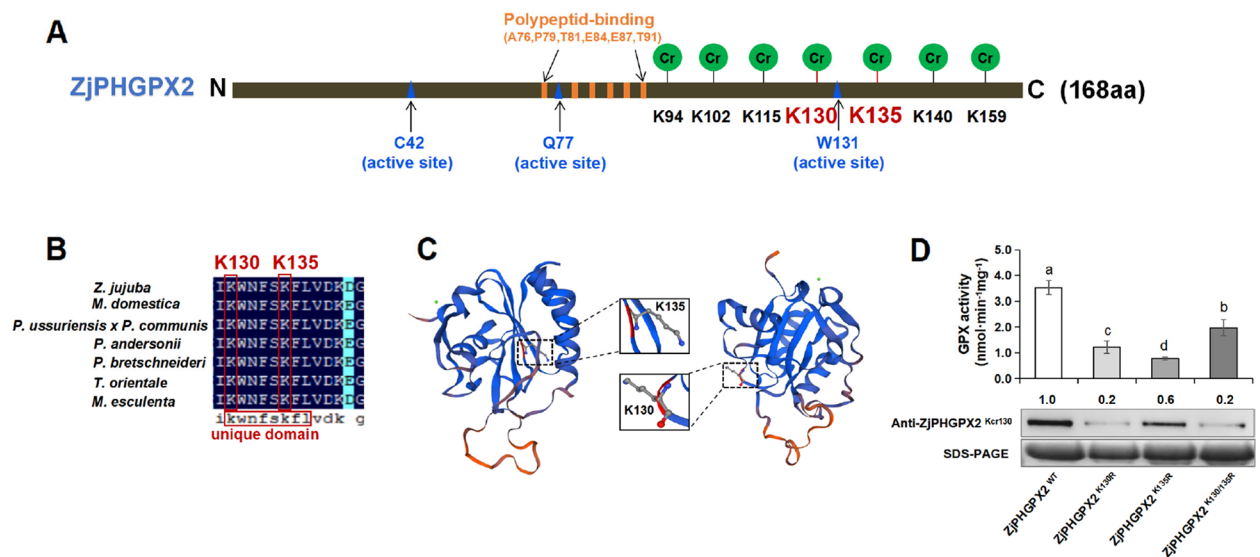 A
Polypeptid-binding
(A76,P79,T81,E84,E87,T91)
Cr Cr Cr Cr Cr Cr Cr
ZjPHGPX2 N C (168aa)
K94 K102 K115 K130 K135 K140 K159
C42
(active site)
Q77
(active site)
W131
(active site)
B
K130 K135
Z. jujuba IKWNFSKFLVDKDG
M. domestica IKWNFSKFLVDKEG
P. ussuriensis x P. communis IKWNFSKFLVDKEG
P. andersonii IKWNFSKFLVDKEG
P. bretschneideri IKWNFSKFLVDKEG
T. orientale IKWNFSKFLVDKEG
M. esculenta IKWNFSKFLVDKEG
ikwnfskflvdk g
unique domain
C
K135
K130
D
GPX activity
(nmol·min⁻¹mg⁻¹)
5.0
4.0
3.0
2.0
1.0
0.0
a
c
d
b
1.0 0.2 0.6 0.2
Anti-ZjPHGPX2 Kcr130
SDS-PAGE
ZjPHGPX2 WT
ZjPHGPX2 K130R
ZjPHGPX2 K135R
ZjPHGPX2 K130/135R